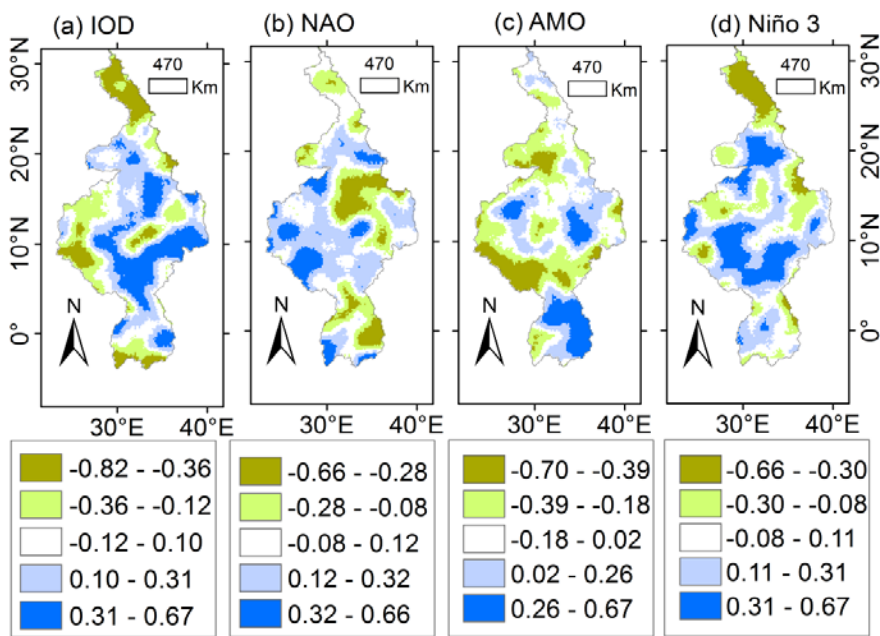 (a) IOD
(b) NAO
(c) AMO
(d) Niño 3
30°N
20°N
10°N
0°
470
Km
N
470
Km
N
470
Km
N
470
Km
N
30°N
20°N
10°N
0°
30°E 40°E
30°E 40°E
30°E 40°E
30°E 40°E
-0.82 - -0.36
-0.36 - -0.12
-0.12 - 0.10
0.10 - 0.31
0.31 - 0.67
-0.66 - -0.28
-0.28 - -0.08
-0.08 - 0.12
0.12 - 0.32
0.32 - 0.66
-0.70 - -0.39
-0.39 - -0.18
-0.18 - 0.02
0.02 - 0.26
0.26 - 0.67
-0.66 - -0.30
-0.30 - -0.08
-0.08 - 0.11
0.11 - 0.31
0.31 - 0.67